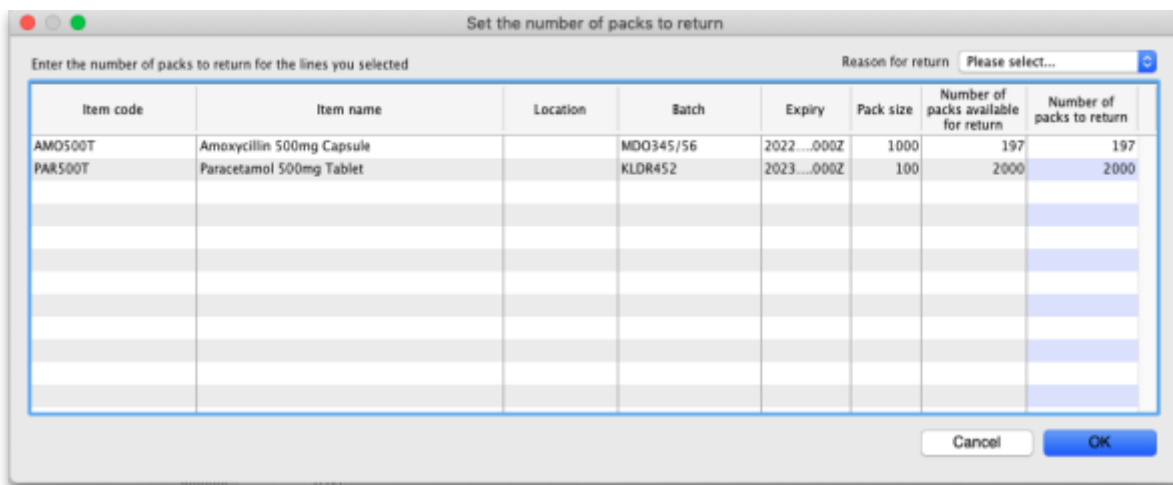 Set the number of packs to return
Enter the number of packs to return for the lines you selected
Reason for return Please select...
Item code Item name Location Batch Expiry Pack size Number of packs available for return Number of packs to return
AMO500T Amoxycillin 500mg Capsule MDO345/56 2022....000Z 1000 197 197
PAR500T Paracetamol 500mg Tablet KLDR452 2023....000Z 100 2000 2000
Cancel OK